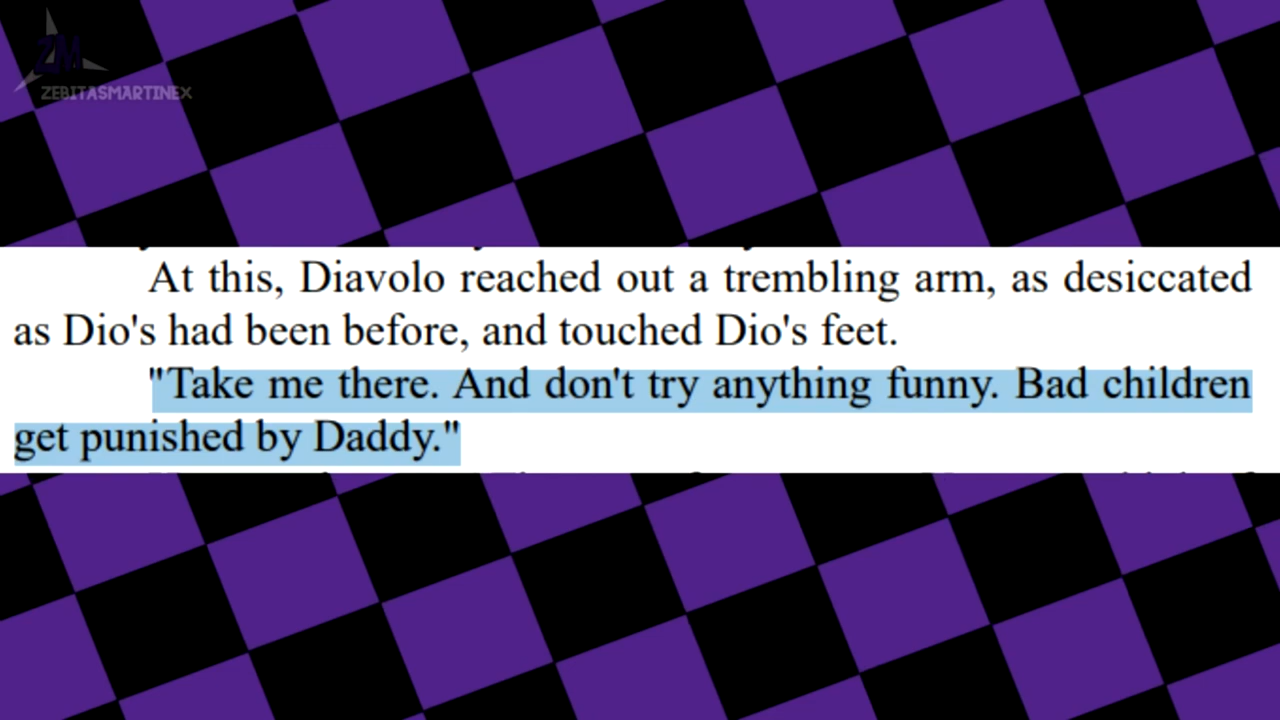 ZM
ZEBITASMARTINEX
At this, Diavolo reached out a trembling arm, as desiccated
as Dio's had been before, and touched Dio's feet.
"Take me there. And don't try anything funny. Bad children
get punished by Daddy."